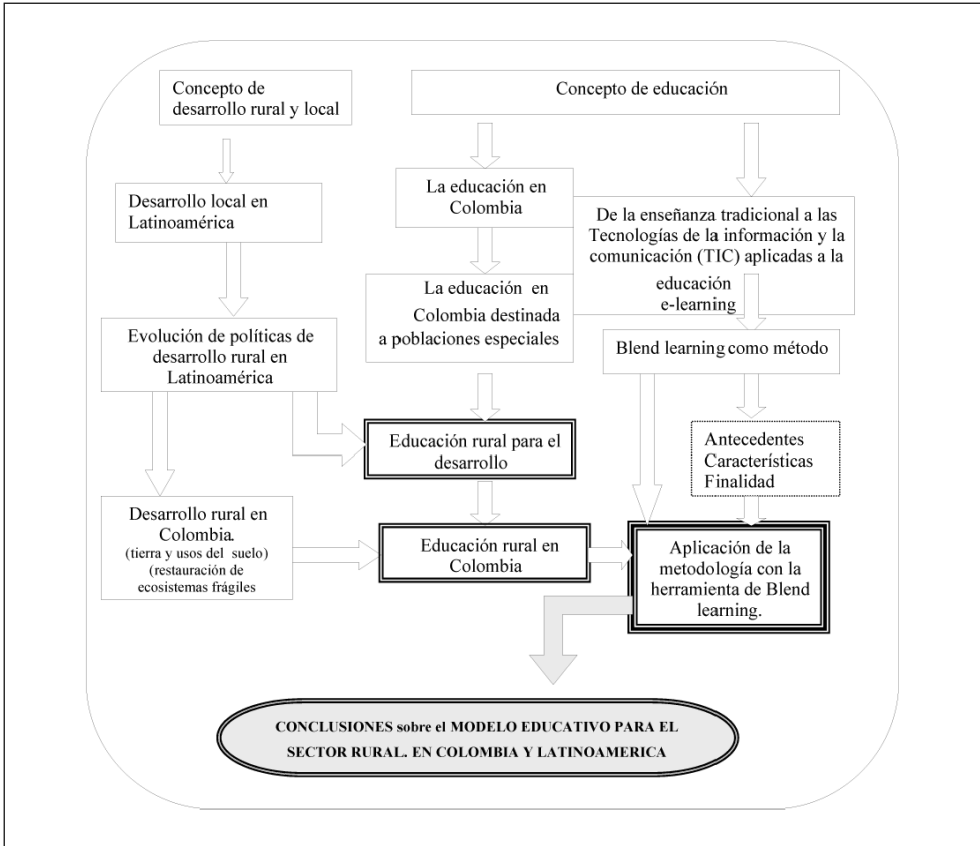 Concepto de
desarrollo rural y local
Concepto de educación
Desarrollo local en
Latinoamérica
La educación en
Colombia
De la enseñanza tradicional a las
Tecnologías de la información y la
comunicación (TIC) aplicadas a la
educación
e-learning
La educación en
Colombia destinada
a poblaciones especiales
Evolución de políticas de
desarrollo rural en
Latinoamérica
Blend learning como método
Educación rural para el
desarrollo
Antecedentes
Características
Finalidad
Desarrollo rural en
Colombia.
(tierra y usos del suelo)
(restauración de
ecosistemas frágiles
Educación rural en
Colombia
Aplicación de la
metodología con la
herramienta de Blend
learning.
CONCLUSIONES sobre el MODELO EDUCATIVO PARA EL
SECTOR RURAL. EN COLOMBIA Y LATINOAMERICA